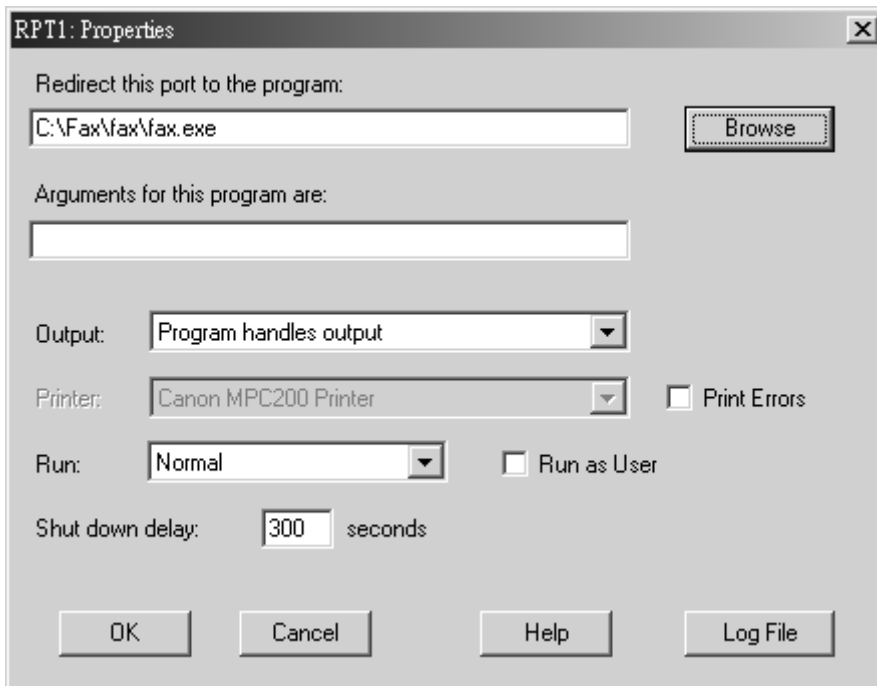 RPT1: Properties
Redirect this port to the program:
C:\Fax\fax\fax.exe
Browse
Arguments for this program are:
Output: Program handles output
Printer: Canon MPC200 Printer Print Errors
Run: Normal Run as User
Shut down delay: 300 seconds
OK Cancel Help Log File